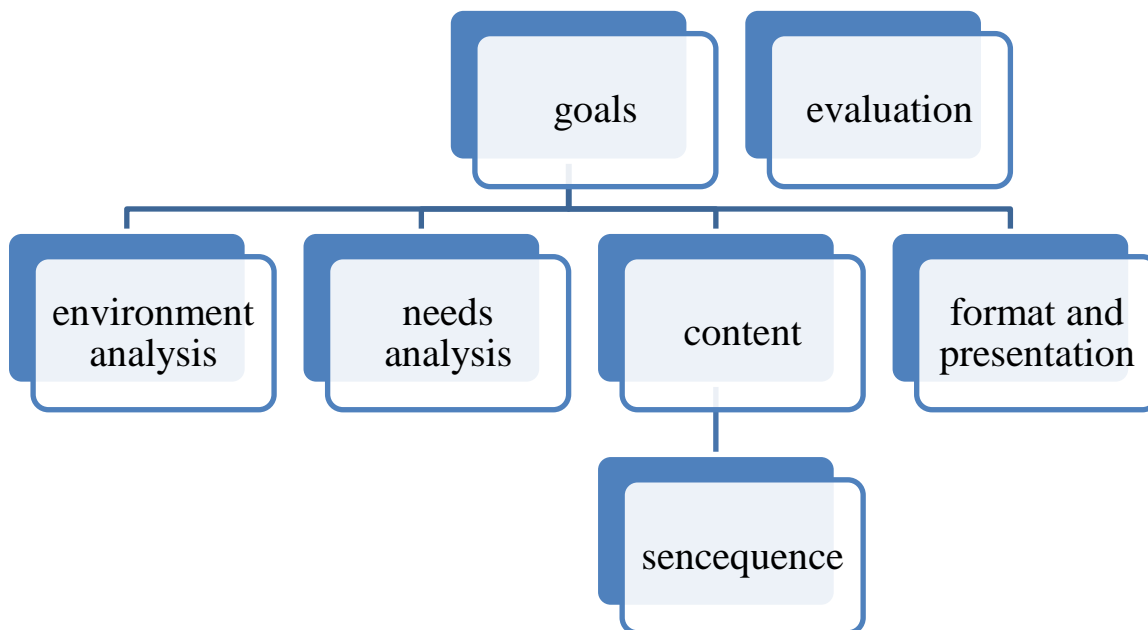 goals
evaluation
environment
analysis
needs
analysis
content
format and
presentation
sencequence